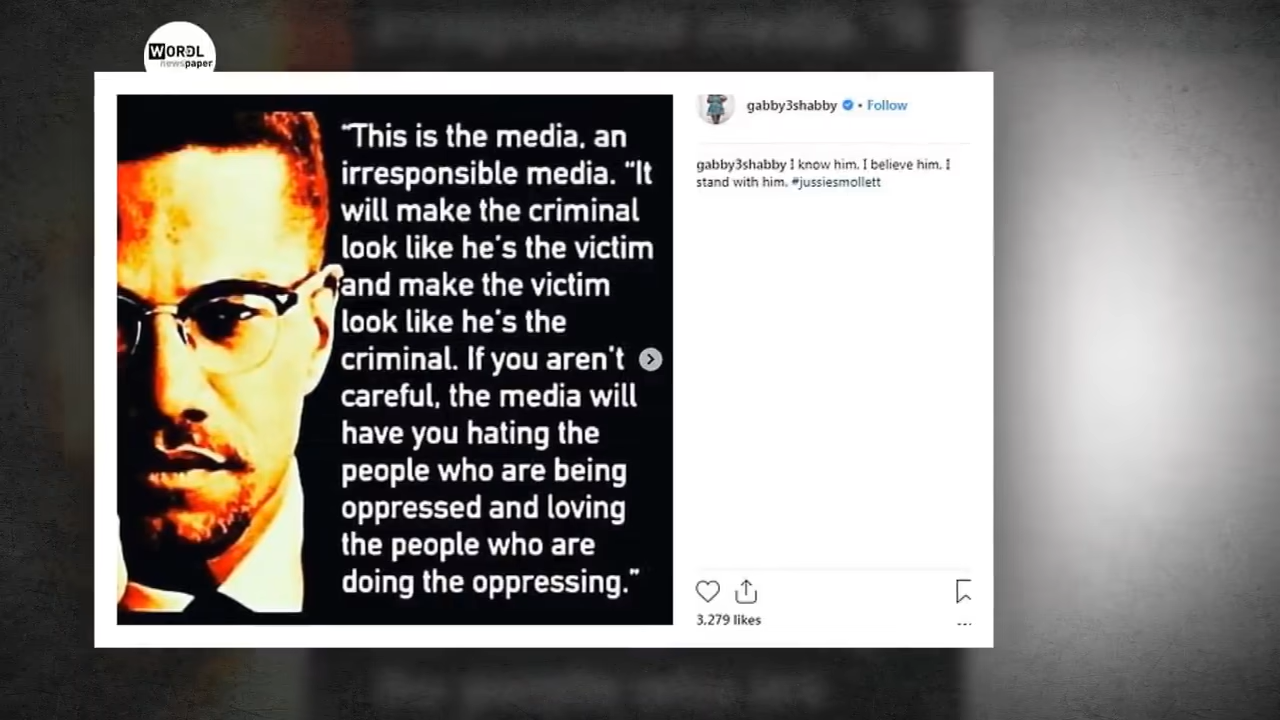 WORDL
newspaper
“This is the media, an
irresponsible media. “It
will make the criminal
look like he's the victim
and make the victim
look like he's the
criminal. If you aren't
careful, the media will
have you hating the
people who are being
oppressed and loving
the people who are
doing the oppressing.”
gabby3shabby • Follow
gabby3shabby I know him. I believe him. I
stand with him. #jussiesmollett
3,279 likes